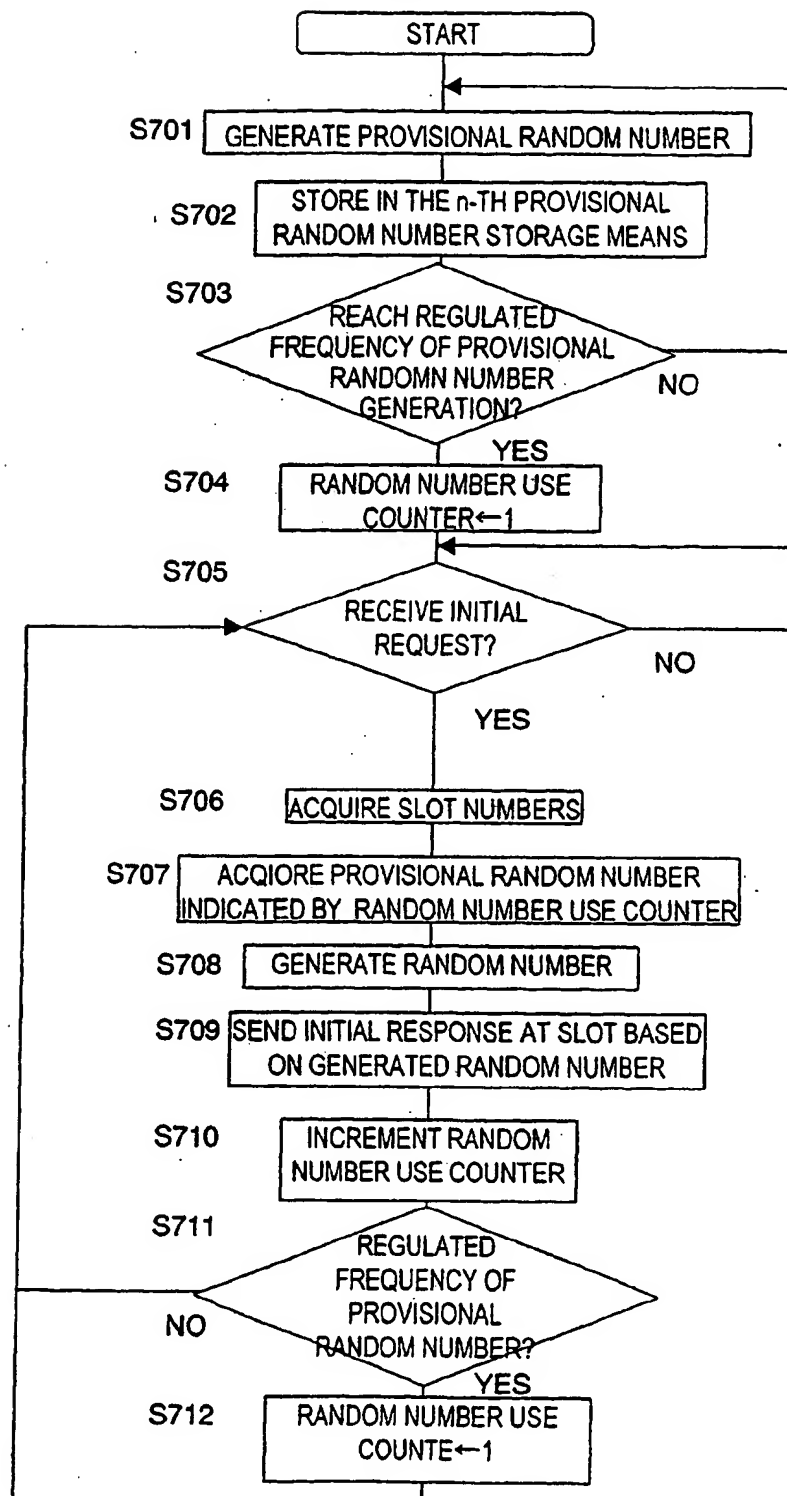 START
S701
GENERATE PROVISIONAL RANDOM NUMBER
S702
STORE IN THE n-TH PROVISIONAL
RANDOM NUMBER STORAGE MEANS
S703
REACH REGULATED
FREQUENCY OF PROVISIONAL
RANDOMN NUMBER
GENERATION?
NO
YES
S704
RANDOM NUMBER USE
COUNTER←1
S705
RECEIVE INITIAL
REQUEST?
NO
YES
S706
ACQUIRE SLOT NUMBERS
S707
ACQIORE PROVISIONAL RANDOM NUMBER
INDICATED BY RANDOM NUMBER USE COUNTER
S708
GENERATE RANDOM NUMBER
S709
SEND INITIAL RESPONSE AT SLOT BASED
ON GENERATED RANDOM NUMBER
S710
INCREMENT RANDOM
NUMBER USE COUNTER
S711
REGULATED
FREQUENCY OF
PROVISIONAL
RANDOM NUMBER?
NO
YES
S712
RANDOM NUMBER USE
COUNTE←1